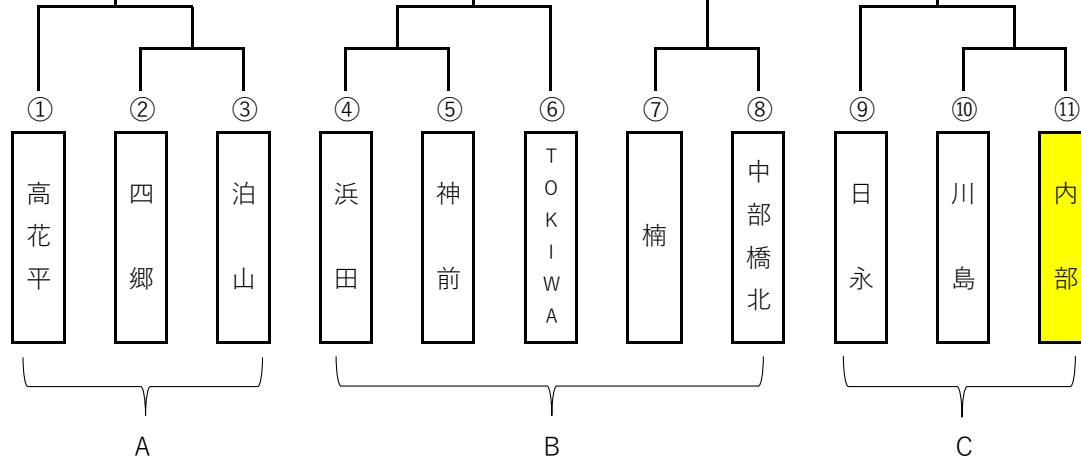 ① ② ③ ④ ⑤ ⑥ ⑦ ⑧ ⑨ ⑩ ⑪
高花平
四郷
泊山
浜田
神前
TOKIWA
楠
中部橋北
日永
川島
内部
A B C